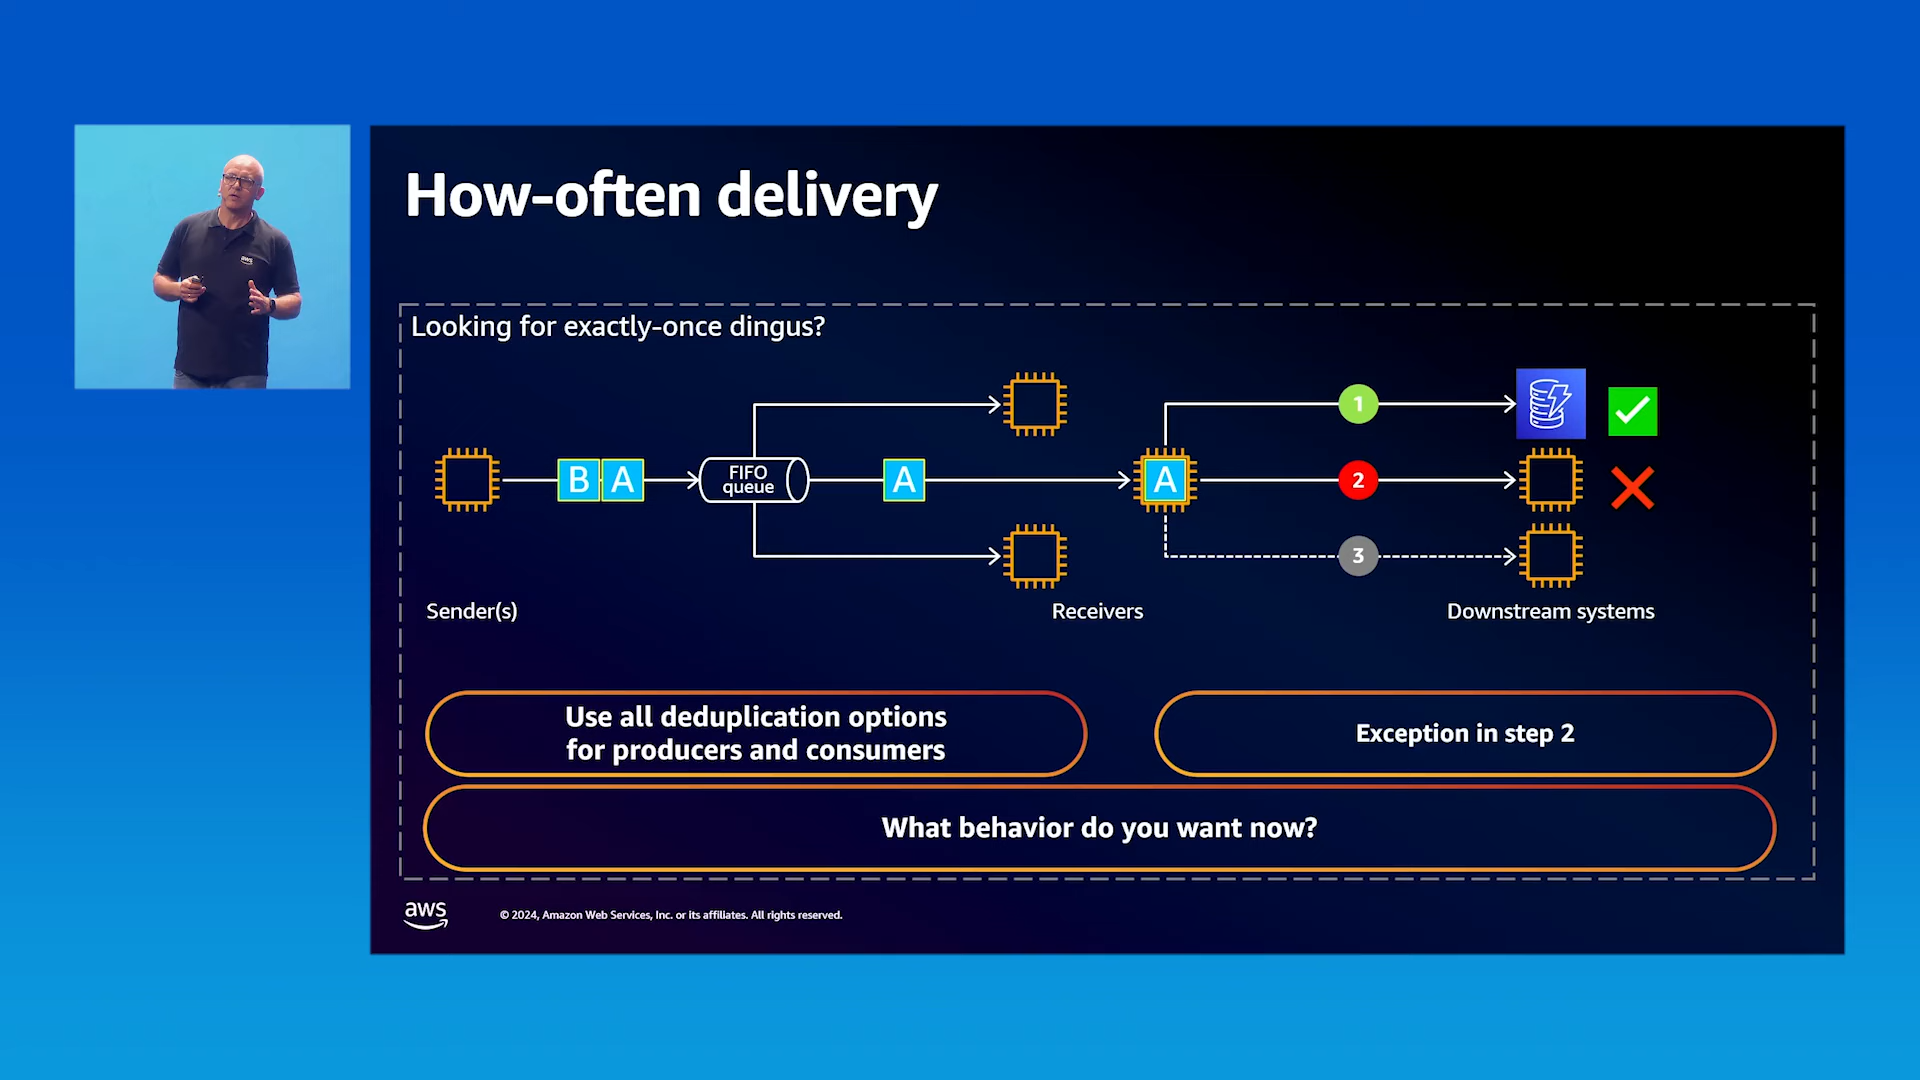 aws
How-often delivery
Looking for exactly-once dingus?
1
B A
FIFO
queue
A
A
2
3
Sender(s)
Receivers
Downstream systems
Use all deduplication options
for producers and consumers
Exception in step 2
What behavior do you want now?
aws
© 2024, Amazon Web Services, Inc. or its affiliates. All rights reserved.